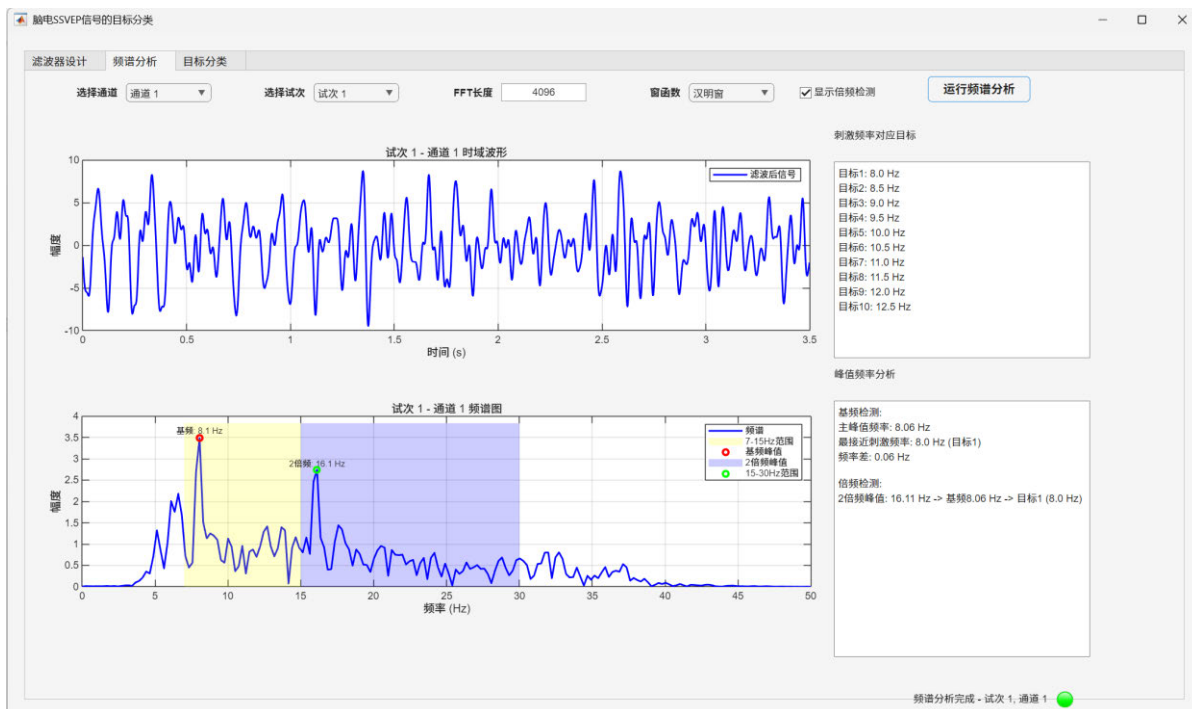 脑电SSVEP信号的目标分类
滤波器设计 频谱分析 目标分类
选择通道 通道 1 选择试次 试次 1 FFT长度 4096 窗函数 汉明窗 显示倍频检测 运行频谱分析
试次 1 - 通道 1 时域波形
滤波后信号
幅度
10
5
0
-5
-10
0 0.5 1 1.5 2 2.5 3 3.5
时间 (s)
刺激频率对应目标
目标1: 8.0 Hz
目标2: 8.5 Hz
目标3: 9.0 Hz
目标4: 9.5 Hz
目标5: 10.0 Hz
目标6: 10.5 Hz
目标7: 11.0 Hz
目标8: 11.5 Hz
目标9: 12.0 Hz
目标10: 12.5 Hz
试次 1 - 通道 1 频谱图
基频: 8.1 Hz
2倍频: 16.1 Hz
频谱
7-15Hz范围
基频峰值
2倍频峰值
15-30Hz范围
幅度
4
3.5
3
2.5
2
1.5
1
0.5
0
0 5 10 15 20 25 30 35 40 45 50
频率 (Hz)
峰值频率分析
基频检测:
主峰值频率: 8.06 Hz
最接近刺激频率: 8.0 Hz (目标1)
频率差: 0.06 Hz
倍频检测:
2倍频峰值: 16.11 Hz -> 基频8.06 Hz -> 目标1 (8.0 Hz)
频谱分析完成 - 试次 1, 通道 1